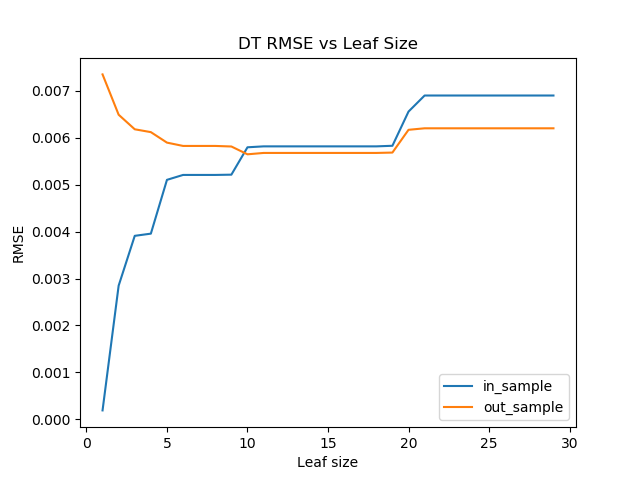 DT RMSE vs Leaf Size
RMSE
0.007
0.006
0.005
0.004
0.003
0.002
0.001
0.000
in_sample
out_sample
0 5 10 15 20 25 30
Leaf size